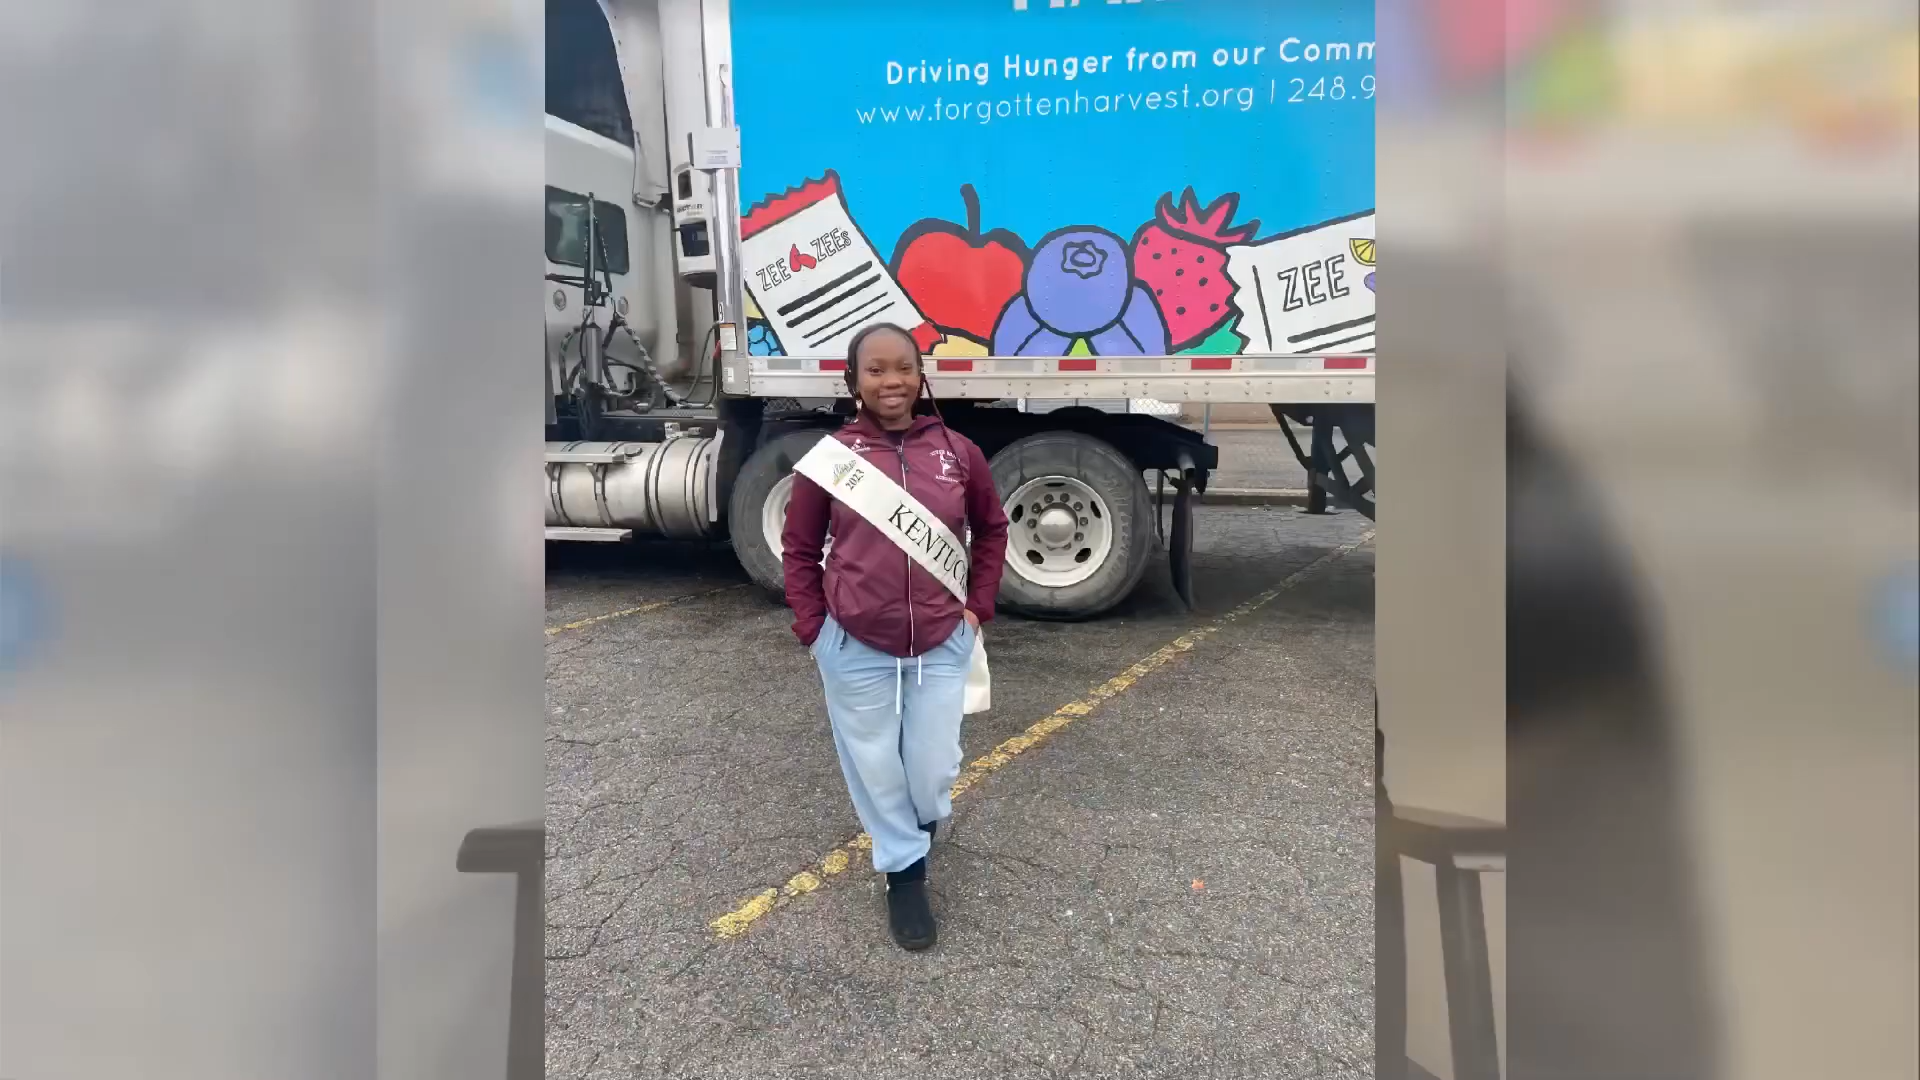 Driving Hunger from our Comm
www.forgottenharvest.org | 248.9
ZEE ZEEs
ZEE
2023
KENTUC